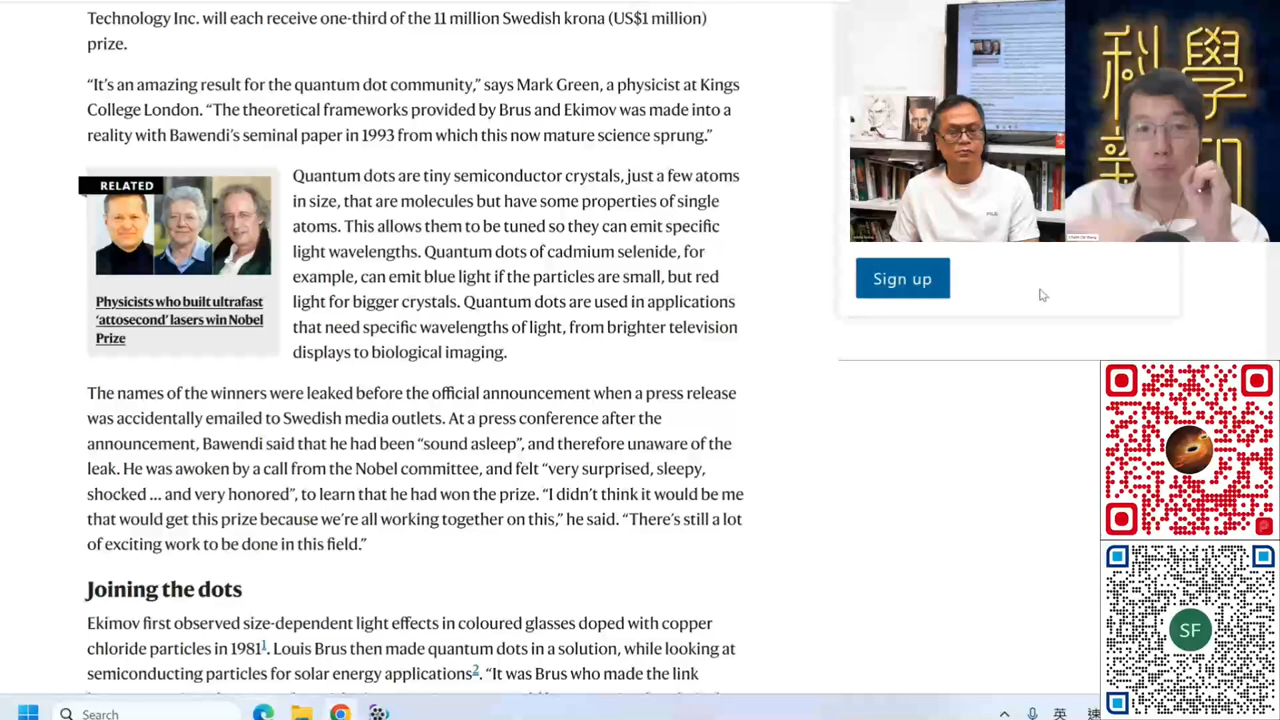 Technology Inc. will each receive one-third of the 11 million Swedish krona (US$1 million)
prize.
“It’s an amazing result for the quantum dot community,” says Mark Green, a physicist at Kings
College London. “The theoretical frameworks provided by Brus and Ekimov was made into a
reality with Bawendi’s seminal paper in 1993 from which this now mature science sprung.”
RELATED
Physicists who built ultrafast
‘attosecond’ lasers win Nobel
Prize
Quantum dots are tiny semiconductor crystals, just a few atoms
in size, that are molecules but have some properties of single
atoms. This allows them to be tuned so they can emit specific
light wavelengths. Quantum dots of cadmium selenide, for
example, can emit blue light if the particles are small, but red
light for bigger crystals. Quantum dots are used in applications
that need specific wavelengths of light, from brighter television
displays to biological imaging.
The names of the winners were leaked before the official announcement when a press release
was accidentally emailed to Swedish media outlets. At a press conference after the
announcement, Bawendi said that he had been “sound asleep”, and therefore unaware of the
leak. He was awoken by a call from the Nobel committee, and felt “very surprised, sleepy,
shocked ... and very honored”, to learn that he had won the prize. “I didn’t think it would be me
that would get this prize because we’re all working together on this,” he said. “There’s still a lot
of exciting work to be done in this field.”
Joining the dots
Ekimov first observed size-dependent light effects in coloured glasses doped with copper
chloride particles in 1981¹. Louis Brus then made quantum dots in a solution, while looking at
semiconducting particles for solar energy applications². “It was Brus who made the link
科學
Sign up
SF
Search
英
速